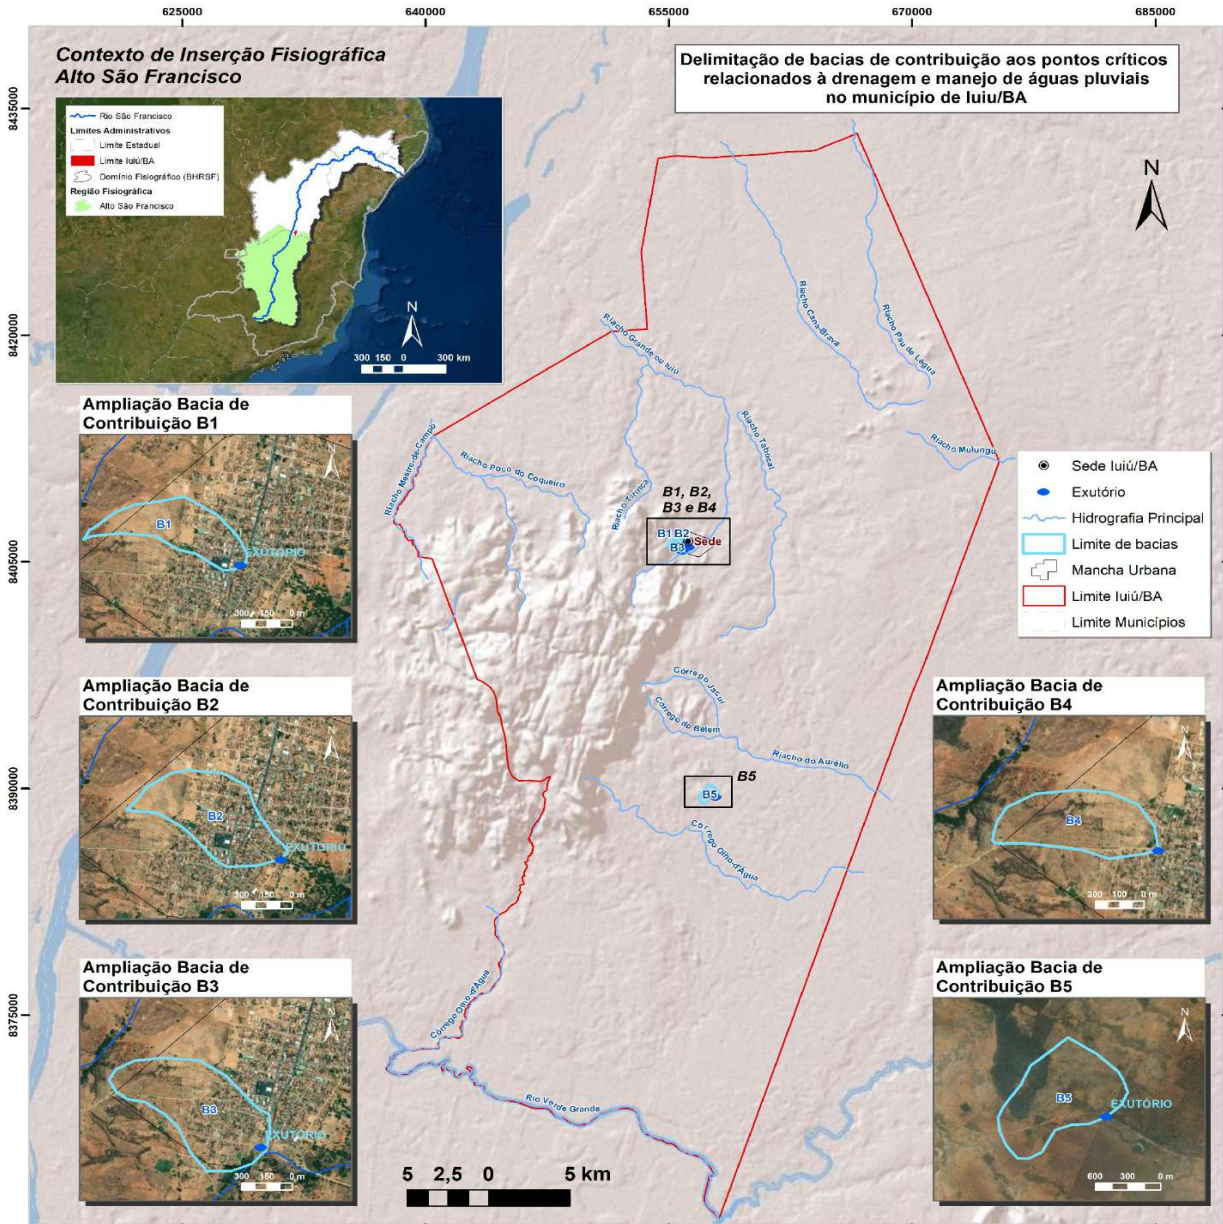 625000
640000
655000
670000
685000
8435000
8420000
8405000
8390000
8375000
Contexto de Inserção Fisiográfica
Alto São Francisco
Rio São Francisco
Limites Administrativos
Limite Estadual
Limite Iuiú/BA
Domínio Fisiográfico (BHRSF)
Região Fisiográfica
Alto São Francisco
N
300 150 0 300 km
Delimitação de bacias de contribuição aos pontos críticos
relacionados à drenagem e manejo de águas pluviais
no município de Iuiu/BA
N
Riacho Cana-Brava
Riacho Pau de Légua
Riacho Grande ou Iuiú
Riacho Mulungu
Riacho Tabocal
Riacho Mestre-de-Campo
Riacho Poço do Coqueiro
Riacho Tiririca
B1, B2,
B3 e B4
B1 B2
B3
Sede
Córrego Jacuí
Córrego do Belém
Riacho do Aurélio
B5
B5
Córrego Olho-d'Água
Córrego Olho-d'Água
Rio Verde Grande
5 2,5 0 5 km
Sede Iuiú/BA
Exutório
Hidrografia Principal
Limite de bacias
Mancha Urbana
Limite Iuiú/BA
Limite Municípios
Ampliação Bacia de
Contribuição B1
N
B1
EXUTÓRIO
300 150 0 m
Ampliação Bacia de
Contribuição B2
N
B2
EXUTÓRIO
300 150 0 m
Ampliação Bacia de
Contribuição B3
N
B3
EXUTÓRIO
300 150 0 m
Ampliação Bacia de
Contribuição B4
N
B4
200 100 0 m
Ampliação Bacia de
Contribuição B5
N
B5
EXUTÓRIO
600 300 0 m